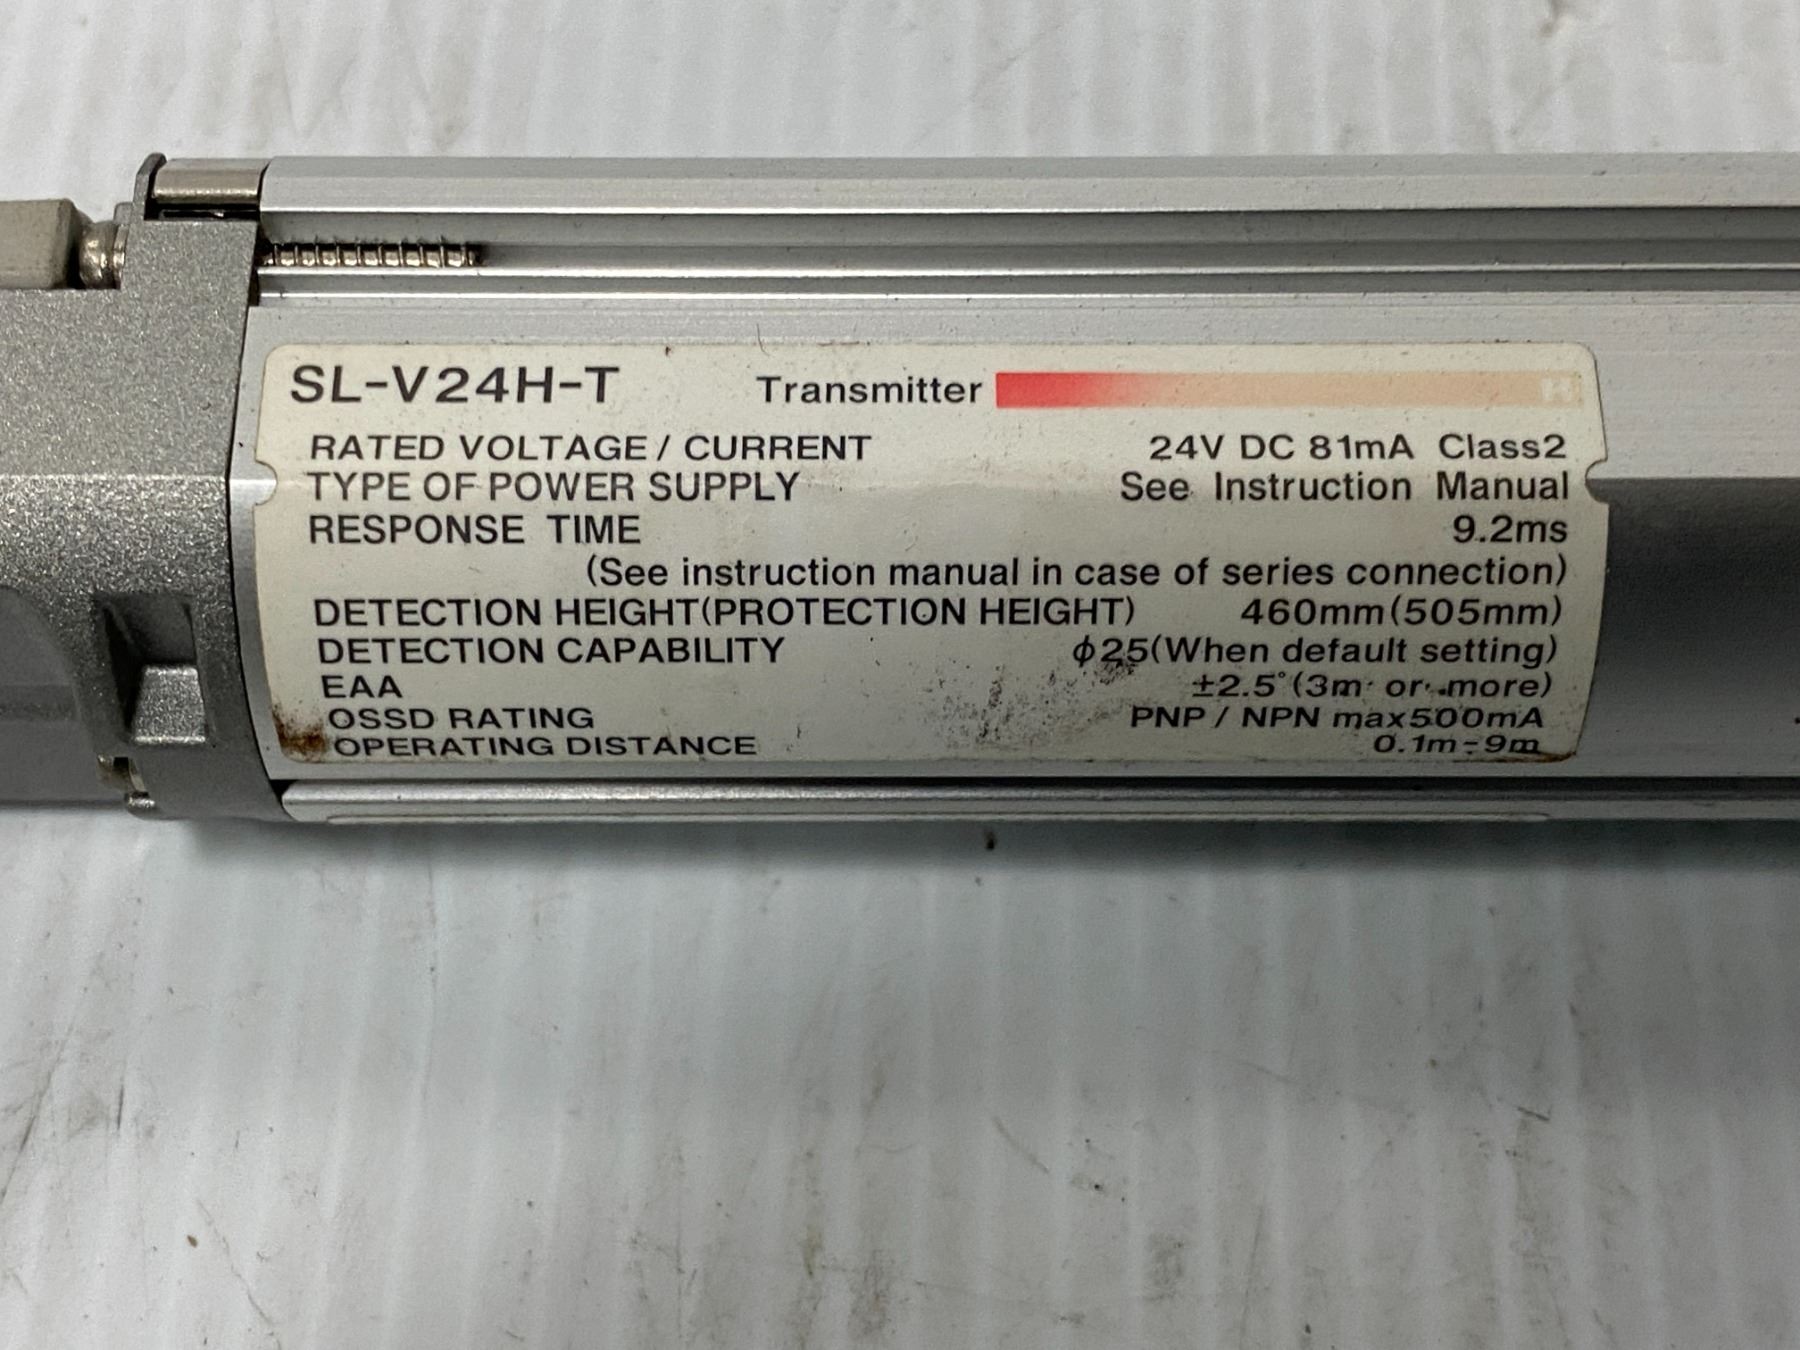 SL-V24H-T Transmitter H
RATED VOLTAGE / CURRENT 24V DC 81mA Class2
TYPE OF POWER SUPPLY See Instruction Manual
RESPONSE TIME 9.2ms
(See instruction manual in case of series connection)
DETECTION HEIGHT(PROTECTION HEIGHT) 460mm(505mm)
DETECTION CAPABILITY ϕ25(When default setting)
EAA ±2.5°(3m or more)
OSSD RATING PNP / NPN max500mA
OPERATING DISTANCE 0.1m-9m